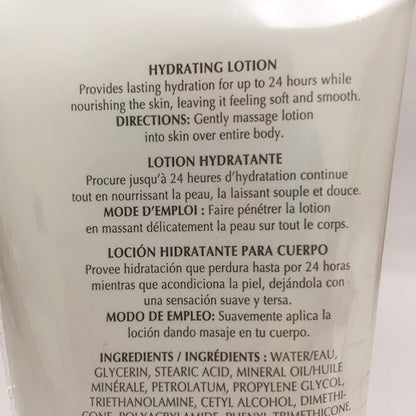 HYDRATING LOTION
Provides lasting hydration for up to 24 hours while
nourishing the skin, leaving it feeling soft and smooth.
DIRECTIONS: Gently massage lotion
into skin over entire body.
LOTION HYDRATANTE
Procure jusqu'à 24 heures d'hydratation continue
tout en nourrissant la peau, la laissant souple et douce.
MODE D'EMPLOI : Faire pénétrer la lotion
en massant délicatement la peau sur tout le corps.
LOCIÓN HIDRATANTE PARA CUERPO
Provee hidratación que perdura hasta por 24 horas
mientras que acondiciona la piel, dejándola con
una sensación suave y tersa.
MODO DE EMPLEO: Suavemente aplica la
loción dando masaje en tu cuerpo.
INGREDIENTS / INGRÉDIENTS : WATER/EAU,
GLYCERIN, STEARIC ACID, MINERAL OIL/HUILE
MINÉRALE, PETROLATUM, PROPYLENE GLYCOL,
TRIETHANOLAMINE, CETYL ALCOHOL, DIMETHI-
CONE, POLYACRYLAMIDE, PHENYL TRIMETHICONE,